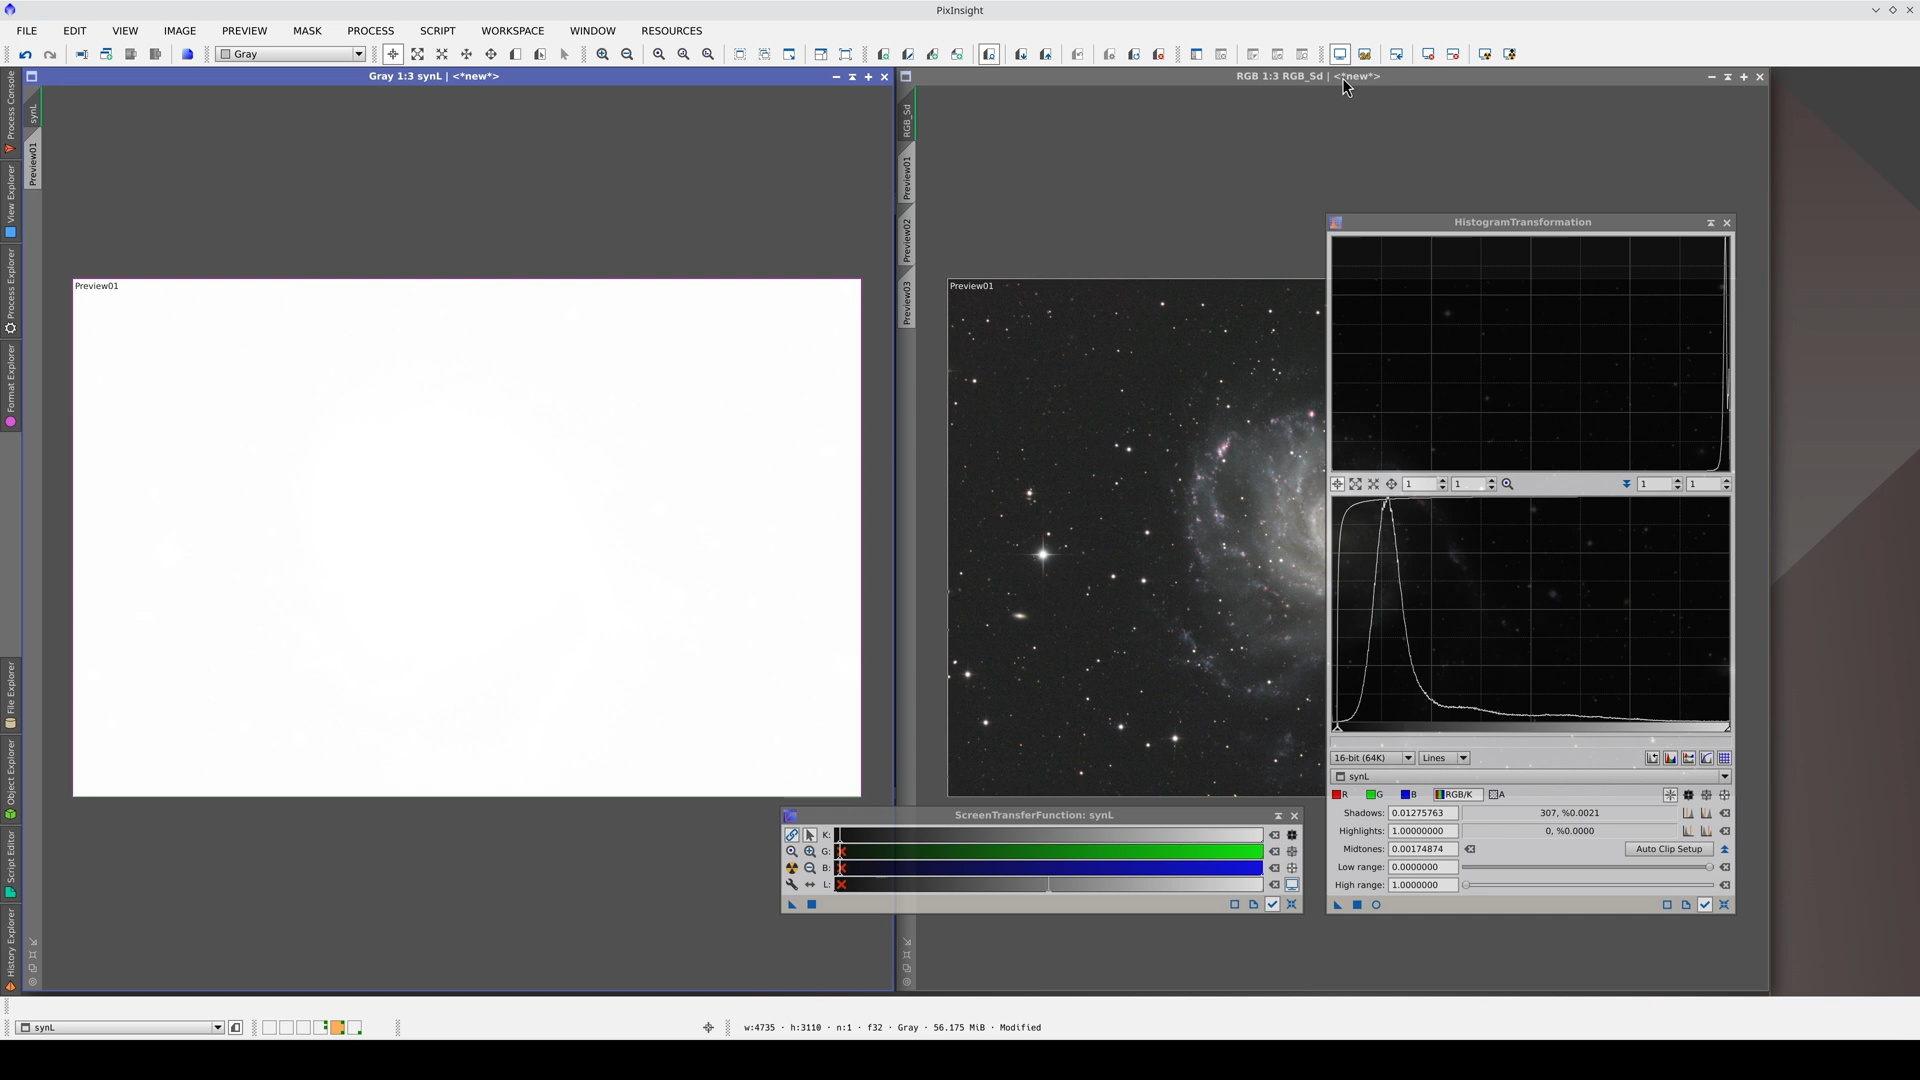 PixInsight
FILE EDIT VIEW IMAGE PREVIEW MASK PROCESS SCRIPT WORKSPACE WINDOW RESOURCES
Gray
Gray 1:3 synL | <*new*>
RGB 1:3 RGB_Sd | <*new*>
Process Console
View Explorer
Process Explorer
Format Explorer
File Explorer
Object Explorer
Script Editor
History Explorer
synL
Preview01
Preview01
RGB_Sd
Preview01
Preview02
Preview03
Preview01
HistogramTransformation
1 1 1 1
16-bit (64K) Lines
synL
R G B RGB/K A
Shadows: 0.01275763 307, %0.0021
Highlights: 1.00000000 0, %0.0000
Midtones: 0.00174874 Auto Clip Setup
Low range: 0.0000000
High range: 1.0000000
ScreenTransferFunction: synL
K:
G:
B:
L:
synL
w:4735 · h:3110 · n:1 · f32 · Gray · 56.175 MiB · Modified